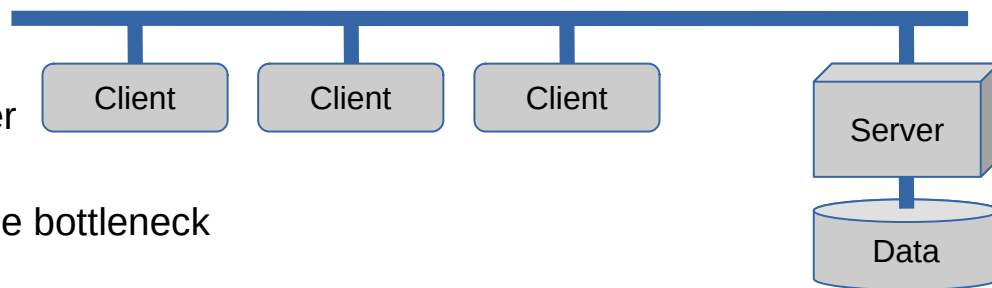 Client
Client
Client
er
Server
e bottleneck
Data